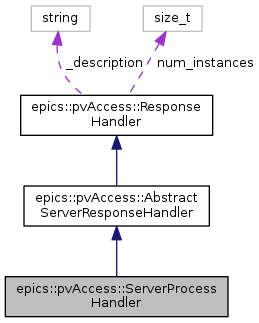 string
size_t
_description
num_instances
epics::pvAccess::Response
Handler
epics::pvAccess::Abstract
ServerResponseHandler
epics::pvAccess::ServerProcess
Handler